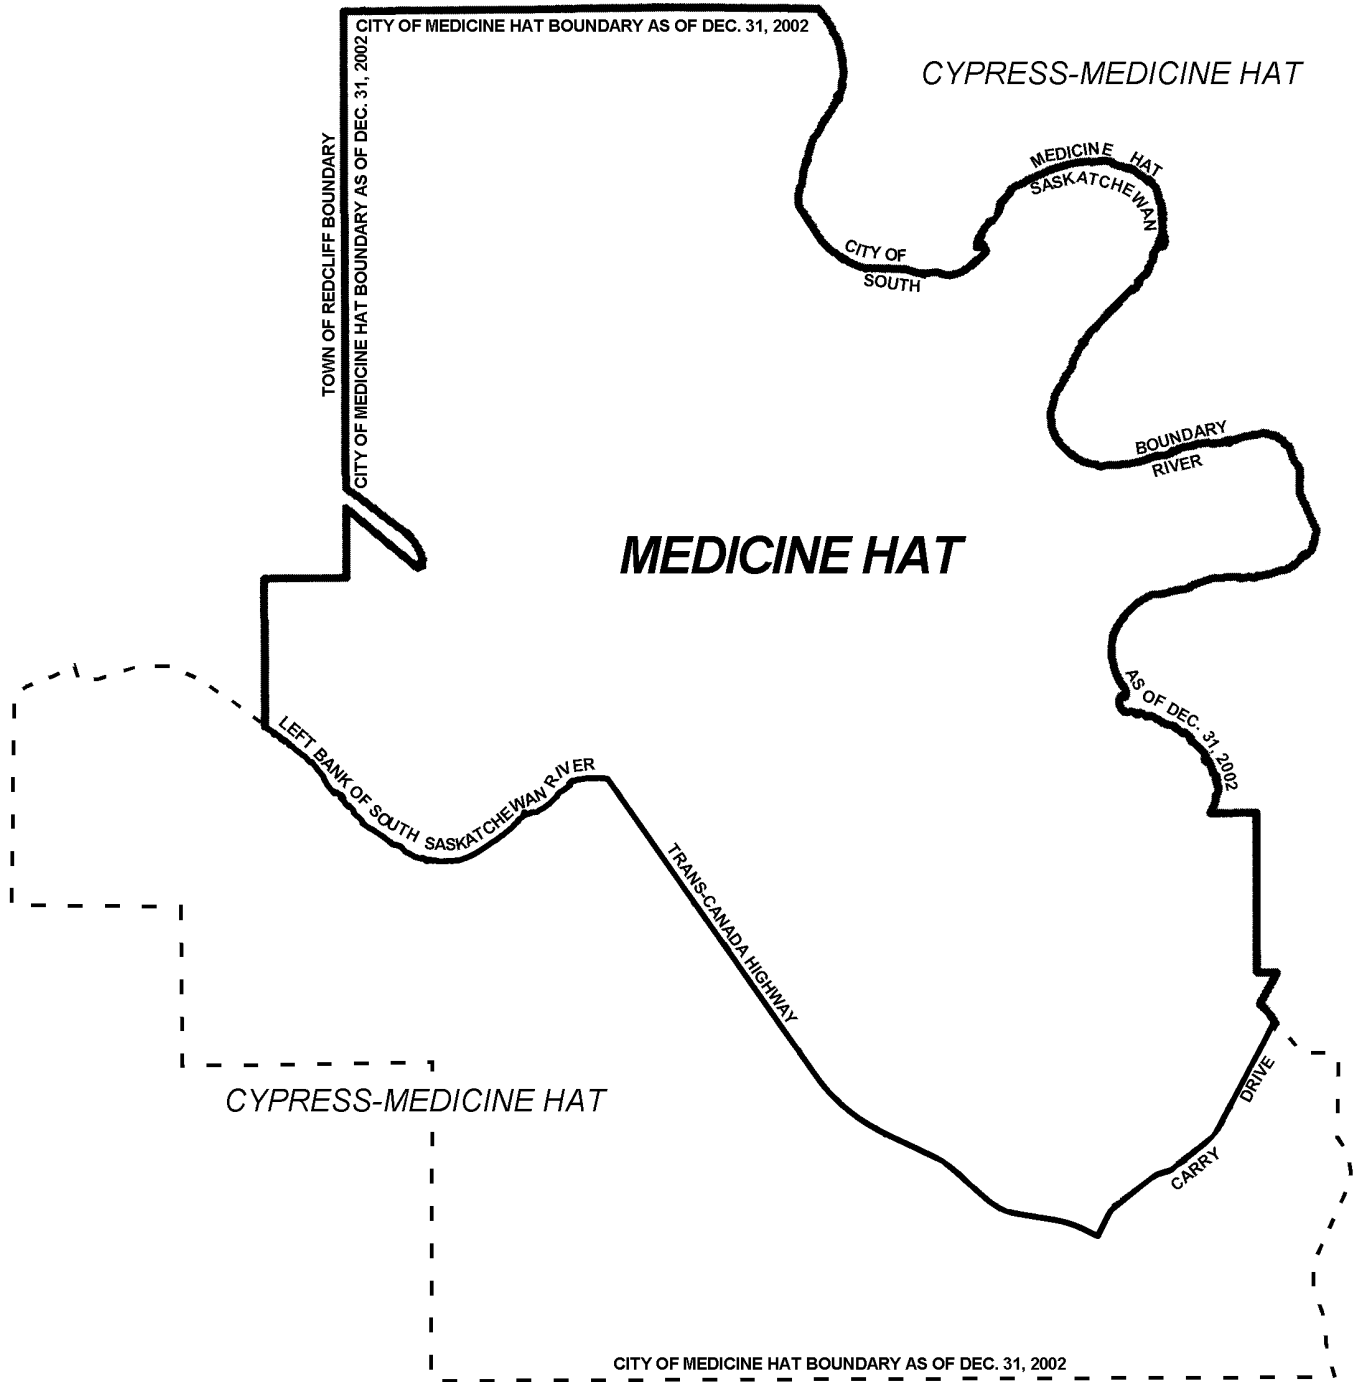 CITY OF MEDICINE HAT BOUNDARY AS OF DEC. 31, 2002
CYPRESS-MEDICINE HAT
TOWN OF REDCLIFF BOUNDARY
CITY OF MEDICINE HAT BOUNDARY AS OF DEC. 31, 2002
CITY OF MEDICINE HAT BOUNDARY AS OF DEC. 31, 2002
SOUTH SASKATCHEWAN RIVER
MEDICINE HAT
LEFT BANK OF SOUTH SASKATCHEWAN RIVER
TRANS-CANADA HIGHWAY
CARRY DRIVE
CYPRESS-MEDICINE HAT
CITY OF MEDICINE HAT BOUNDARY AS OF DEC. 31, 2002